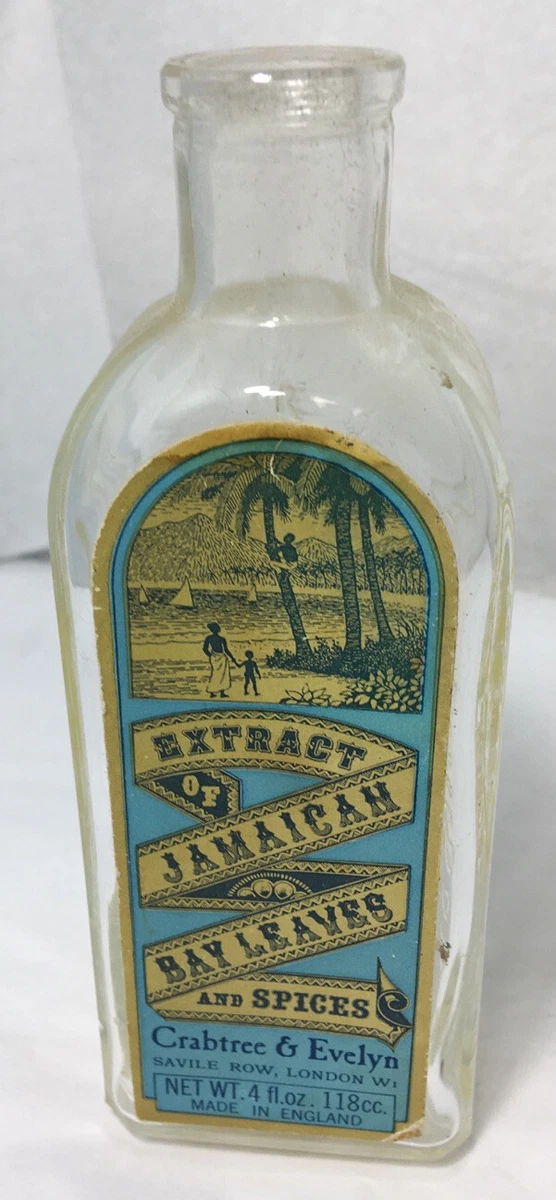 EXTRACT
OF
JAMAICAN
BAY LEAVES
AND SPICES
Crabtree & Evelyn
SAVILE ROW, LONDON W1
NET WT. 4 fl.oz. 118cc.
MADE IN ENGLAND